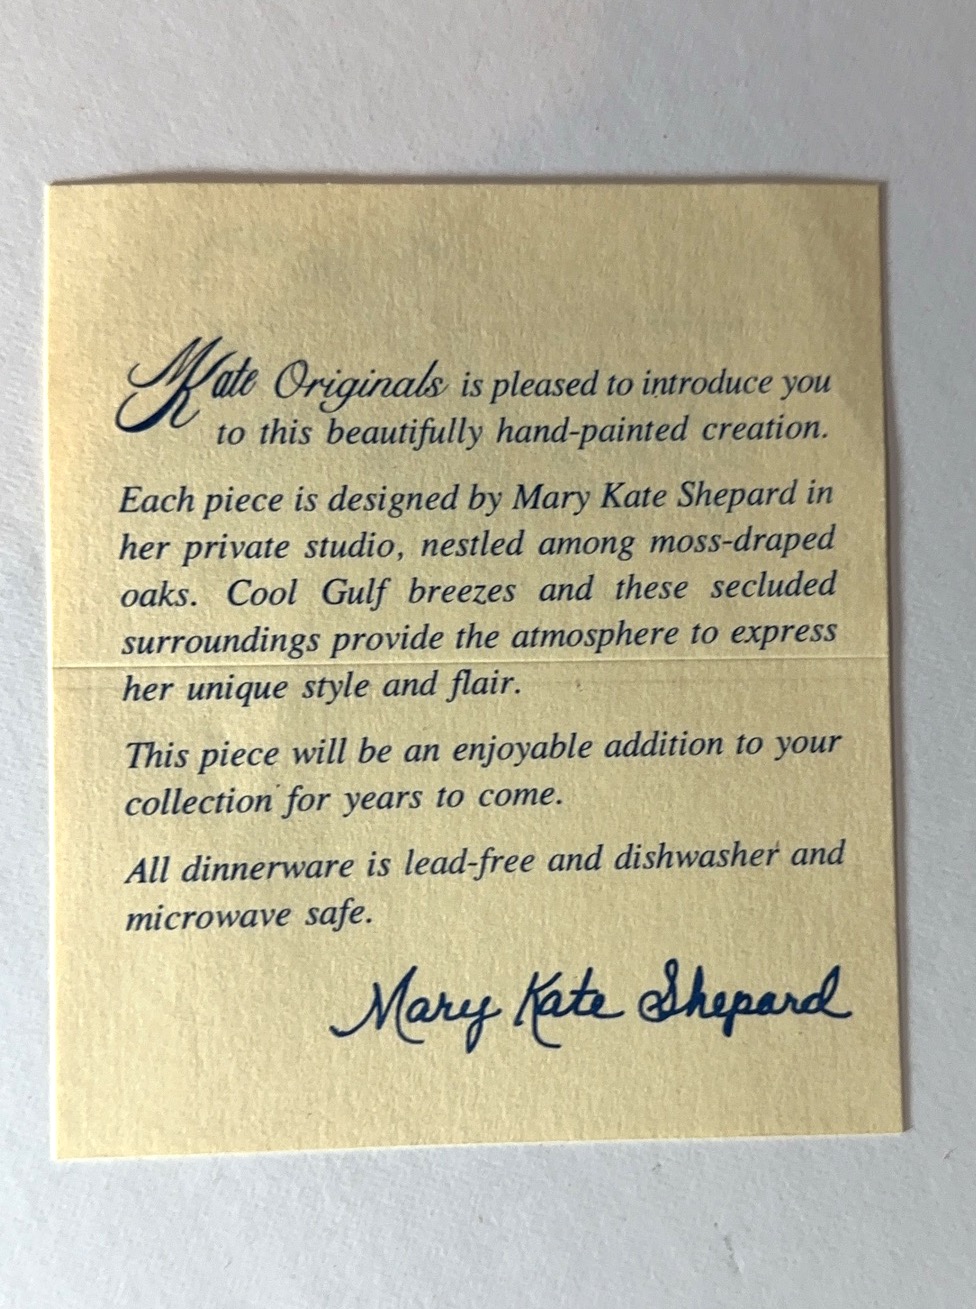 Kate Originals is pleased to introduce you
to this beautifully hand-painted creation.
Each piece is designed by Mary Kate Shepard in
her private studio, nestled among moss-draped
oaks. Cool Gulf breezes and these secluded
surroundings provide the atmosphere to express
her unique style and flair.
This piece will be an enjoyable addition to your
collection for years to come.
All dinnerware is lead-free and dishwasher and
microwave safe.
Mary Kate Shepard